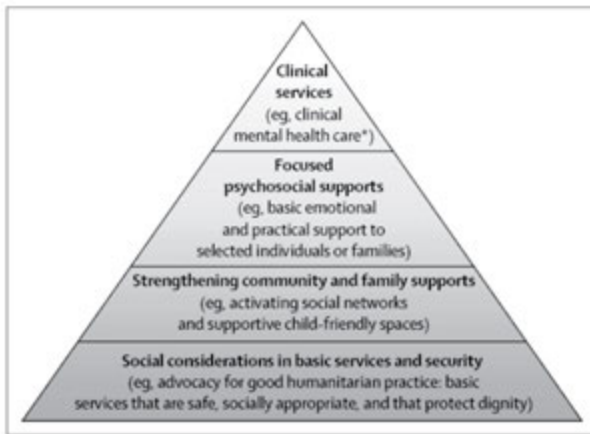 Clinical
services
(eg, clinical
mental health care*)
Focused
psychosocial supports
(eg, basic emotional
and practical support to
selected individuals or families)
Strengthening community and family supports
(eg, activating social networks
and supportive child-friendly spaces)
Social considerations in basic services and security
(eg, advocacy for good humanitarian practice: basic
services that are safe, socially appropriate, and that protect dignity)